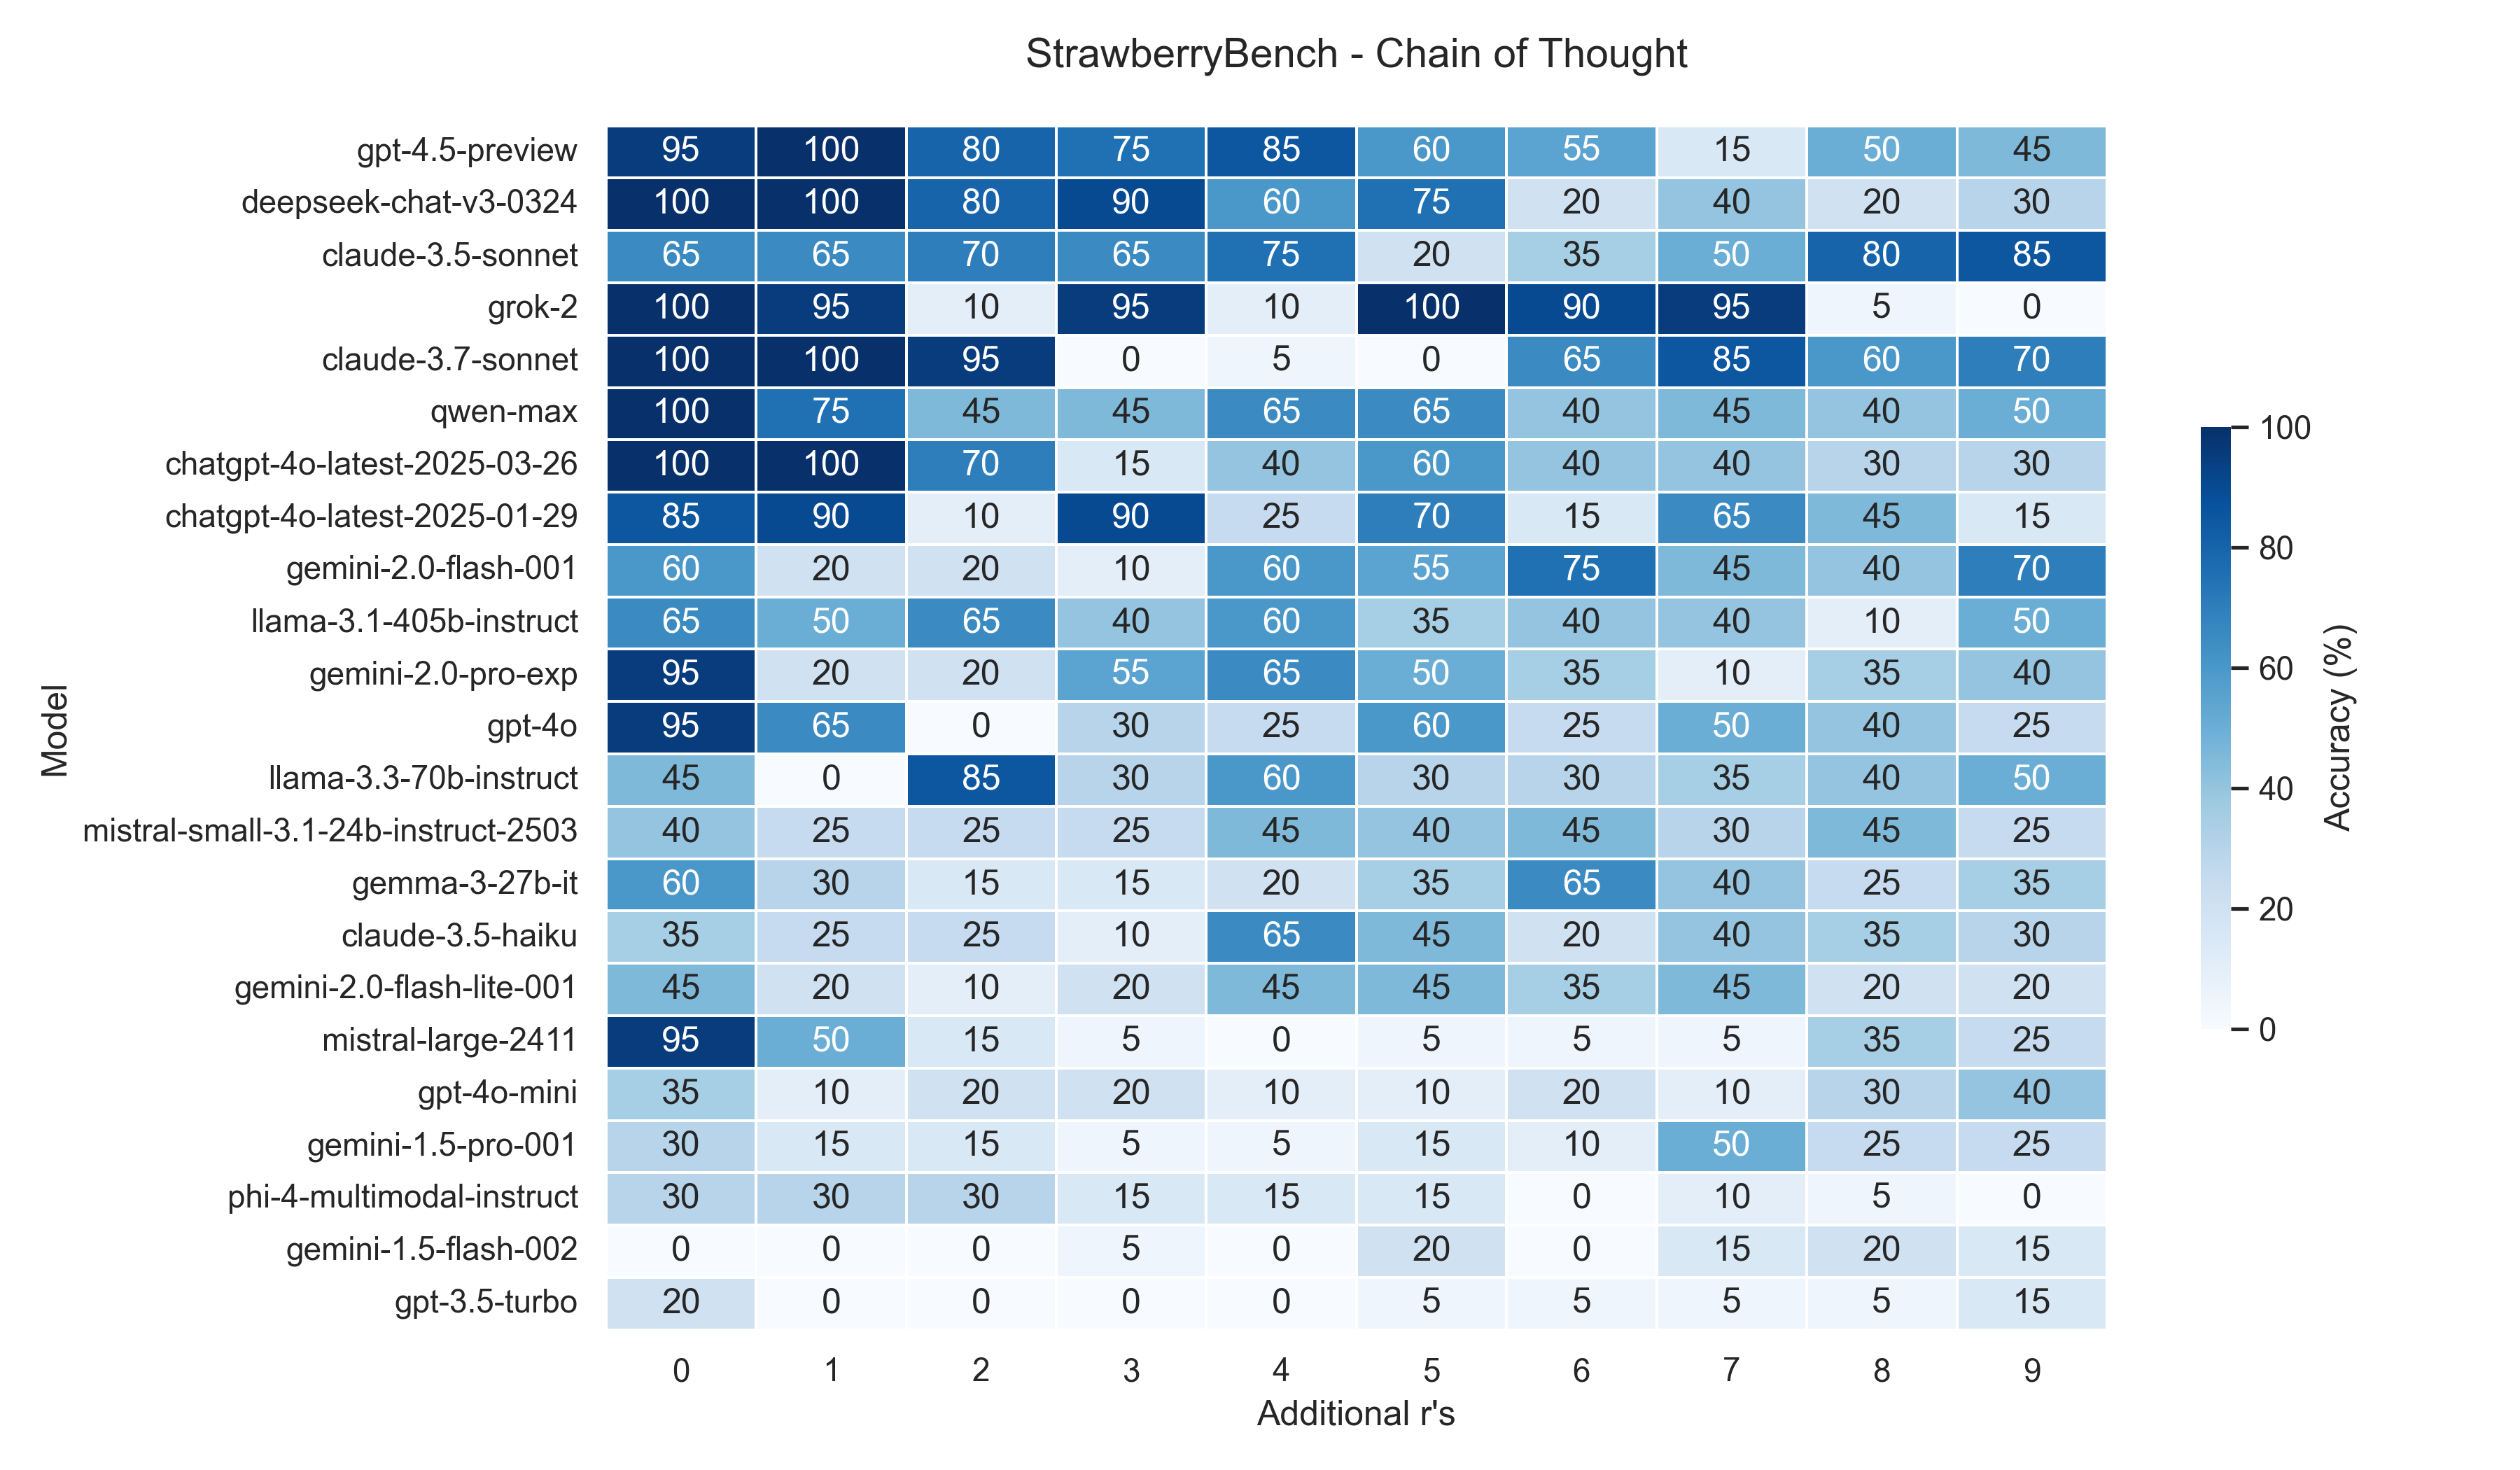 StrawberryBench - Chain of Thought
gpt-4.5-preview 95 100 80 75 85 60 55 15 50 45
deepseek-chat-v3-0324 100 100 80 90 60 75 20 40 20 30
claude-3.5-sonnet 65 65 70 65 75 20 35 50 80 85
grok-2 100 95 10 95 10 100 90 95 5 0
claude-3.7-sonnet 100 100 95 0 5 0 65 85 60 70
qwen-max 100 75 45 45 65 65 40 45 40 50
chatgpt-4o-latest-2025-03-26 100 100 70 15 40 60 40 40 30 30
chatgpt-4o-latest-2025-01-29 85 90 10 90 25 70 15 65 45 15
gemini-2.0-flash-001 60 20 20 10 60 55 75 45 40 70
llama-3.1-405b-instruct 65 50 65 40 60 35 40 40 10 50
gemini-2.0-pro-exp 95 20 20 55 65 50 35 10 35 40
gpt-4o 95 65 0 30 25 60 25 50 40 25
llama-3.3-70b-instruct 45 0 85 30 60 30 30 35 40 50
mistral-small-3.1-24b-instruct-2503 40 25 25 25 45 40 45 30 45 25
gemma-3-27b-it 60 30 15 15 20 35 65 40 25 35
claude-3.5-haiku 35 25 25 10 65 45 20 40 35 30
gemini-2.0-flash-lite-001 45 20 10 20 45 45 35 45 20 20
mistral-large-2411 95 50 15 5 0 5 5 5 35 25
gpt-4o-mini 35 10 20 20 10 10 20 10 30 40
gemini-1.5-pro-001 30 15 15 5 5 15 10 50 25 25
phi-4-multimodal-instruct 30 30 30 15 15 15 0 10 5 0
gemini-1.5-flash-002 0 0 0 5 0 20 0 15 20 15
gpt-3.5-turbo 20 0 0 0 0 5 5 5 5 15
0 1 2 3 4 5 6 7 8 9
Additional r's
Model
100
80
60
40
20
0
Accuracy (%)